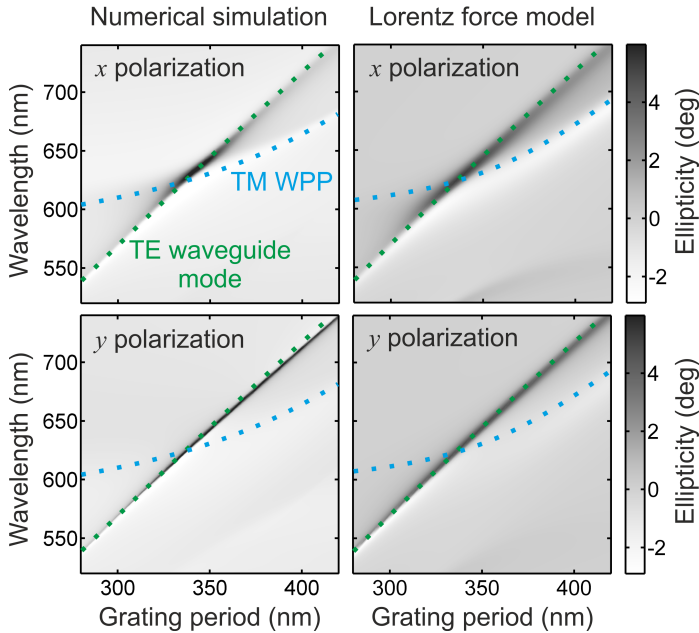 Numerical simulation
Lorentz force model
x polarization
x polarization
TM WPP
TE waveguide
mode
y polarization
y polarization
Wavelength (nm)
700
650
600
550
Wavelength (nm)
700
650
600
550
Ellipticity (deg)
4
2
0
-2
Ellipticity (deg)
4
2
0
-2
300
350
400
300
350
400
Grating period (nm)
Grating period (nm)